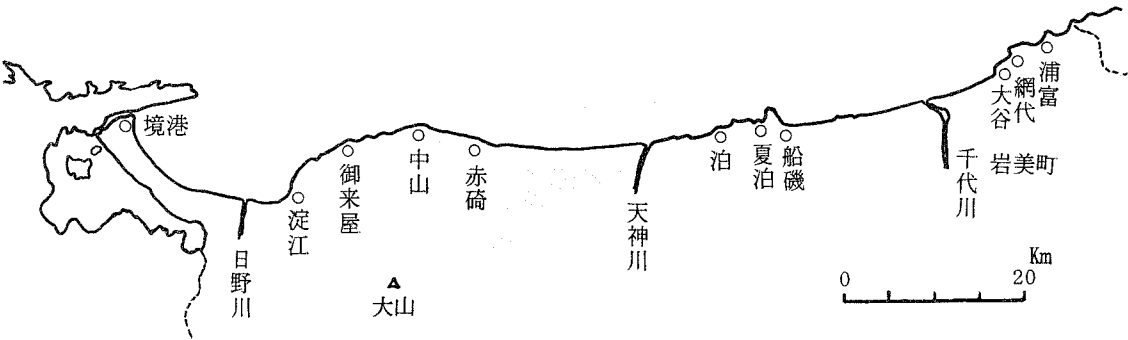 境港
日野川
淀江
御来屋
大山
中山
赤碕
天神川
泊
夏泊
船磯
千代川
大谷
網代
浦富
岩美町
Km
0
20